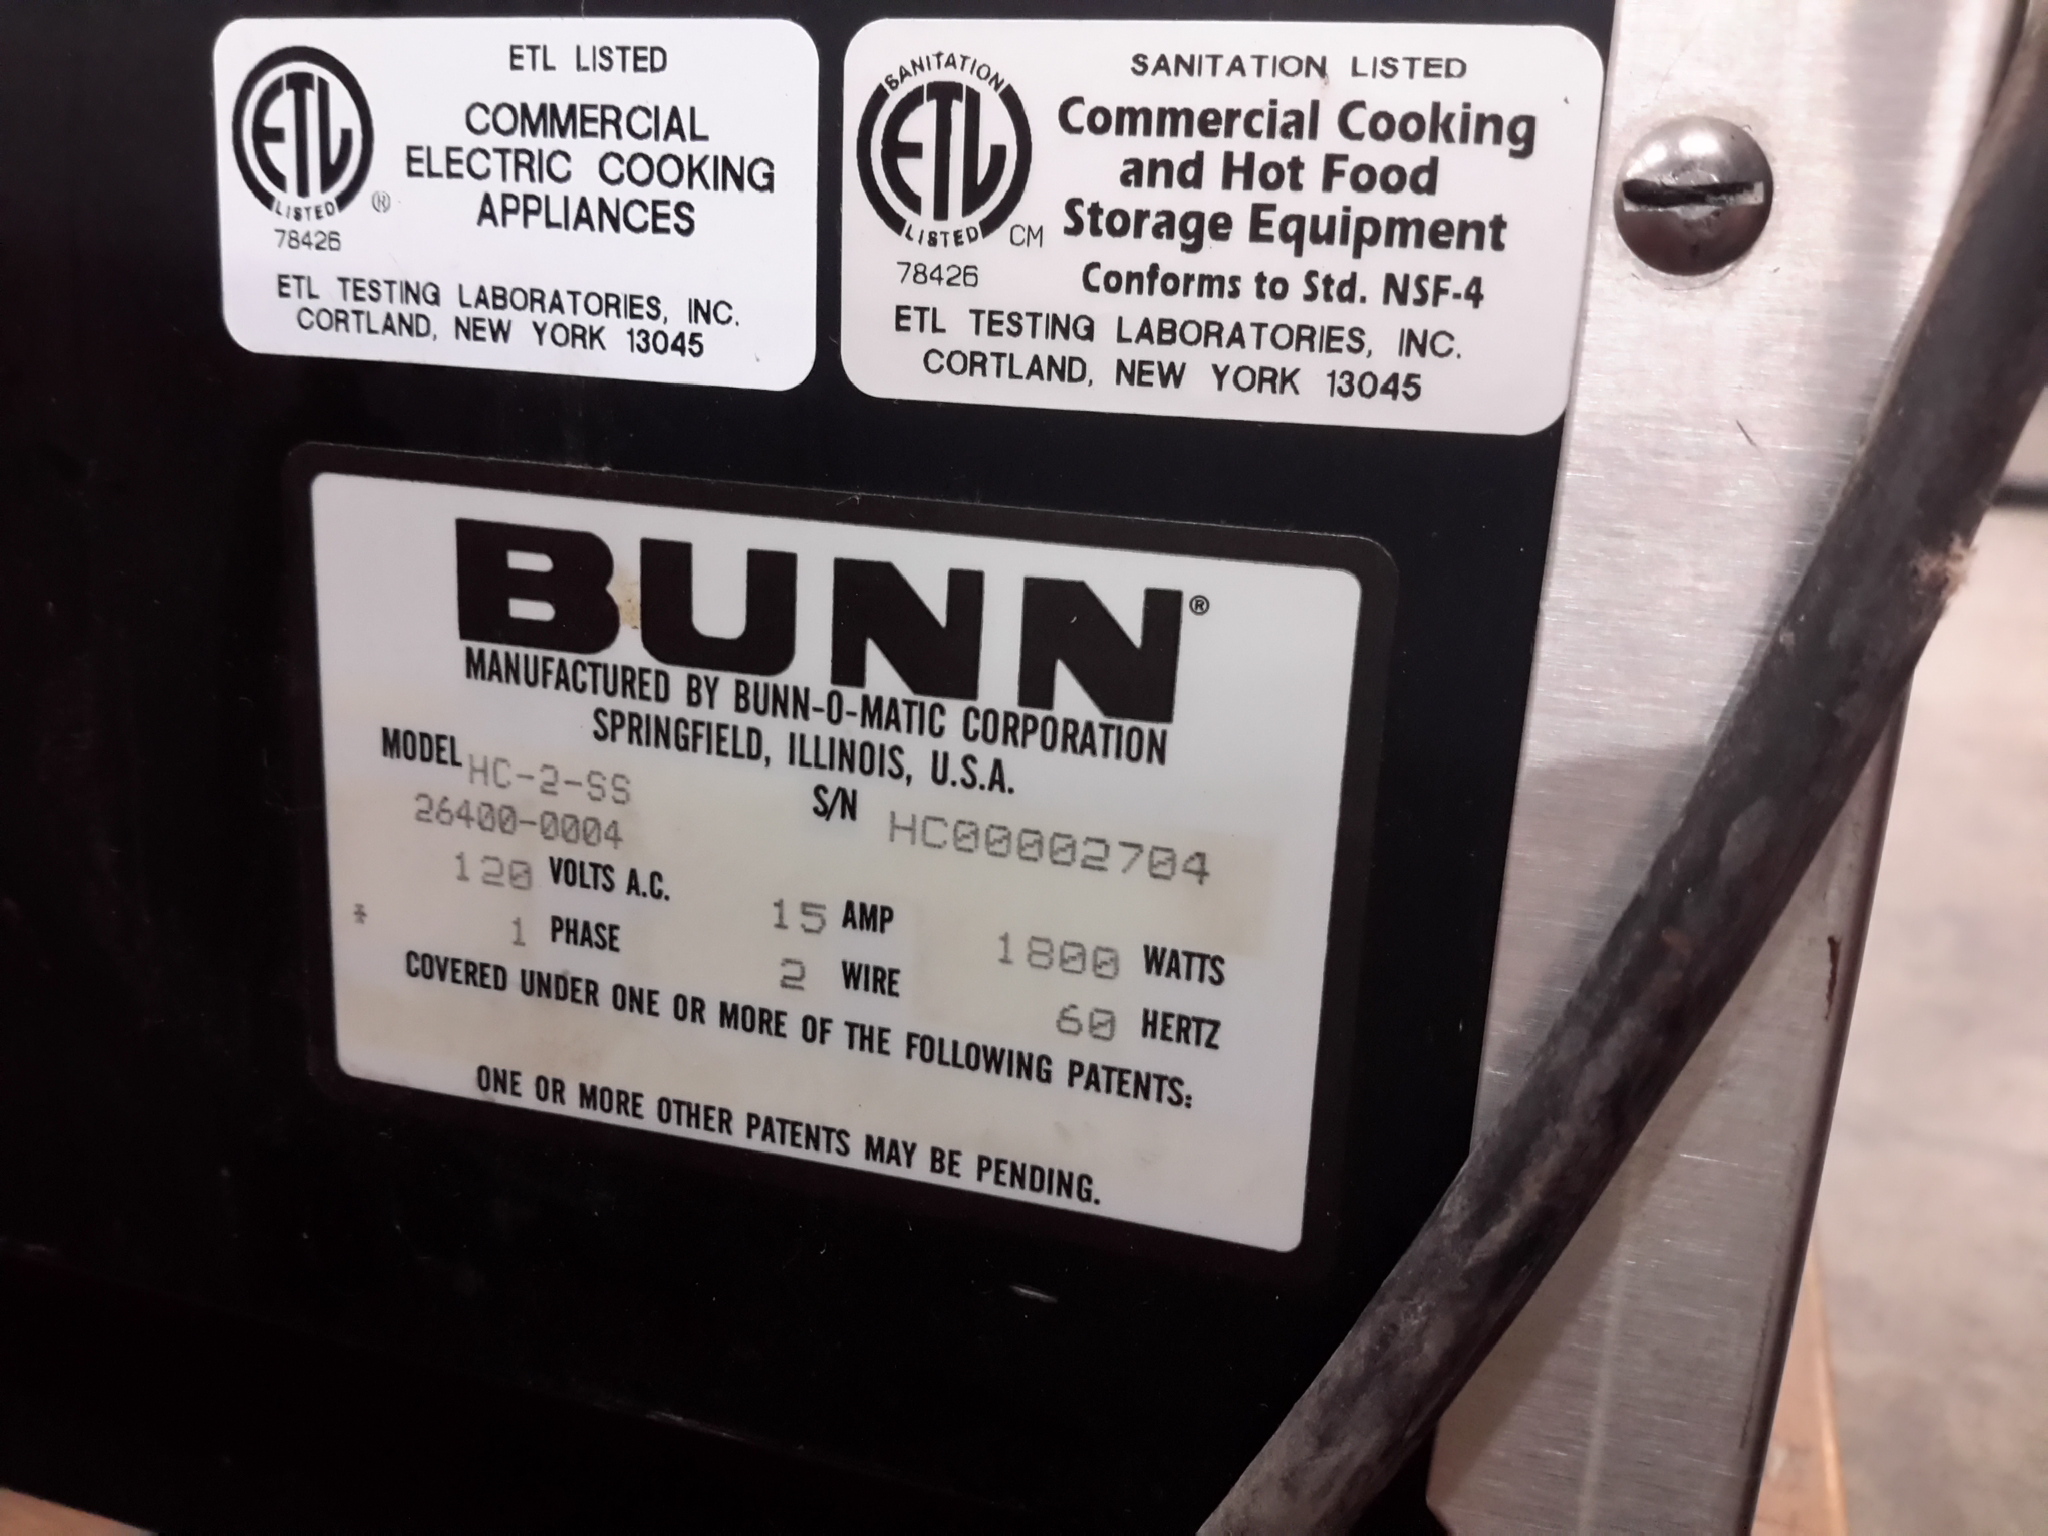 ETL LISTED
COMMERCIAL
ELECTRIC COOKING
APPLIANCES
ETL
LISTED
®
78426
ETL TESTING LABORATORIES, INC.
CORTLAND, NEW YORK 13045
SANITATION LISTED
Commercial Cooking
and Hot Food
Storage Equipment
Conforms to Std. NSF-4
SANITATION
ETL
LISTED
CM
78426
ETL TESTING LABORATORIES, INC.
CORTLAND, NEW YORK 13045
BUNN®
MANUFACTURED BY BUNN-O-MATIC CORPORATION
SPRINGFIELD, ILLINOIS, U.S.A.
MODEL HC-2-SS S/N HC00002704
26400-0004
120 VOLTS A.C. 15 AMP 1800 WATTS
* 1 PHASE 2 WIRE 60 HERTZ
COVERED UNDER ONE OR MORE OF THE FOLLOWING PATENTS:
ONE OR MORE OTHER PATENTS MAY BE PENDING.